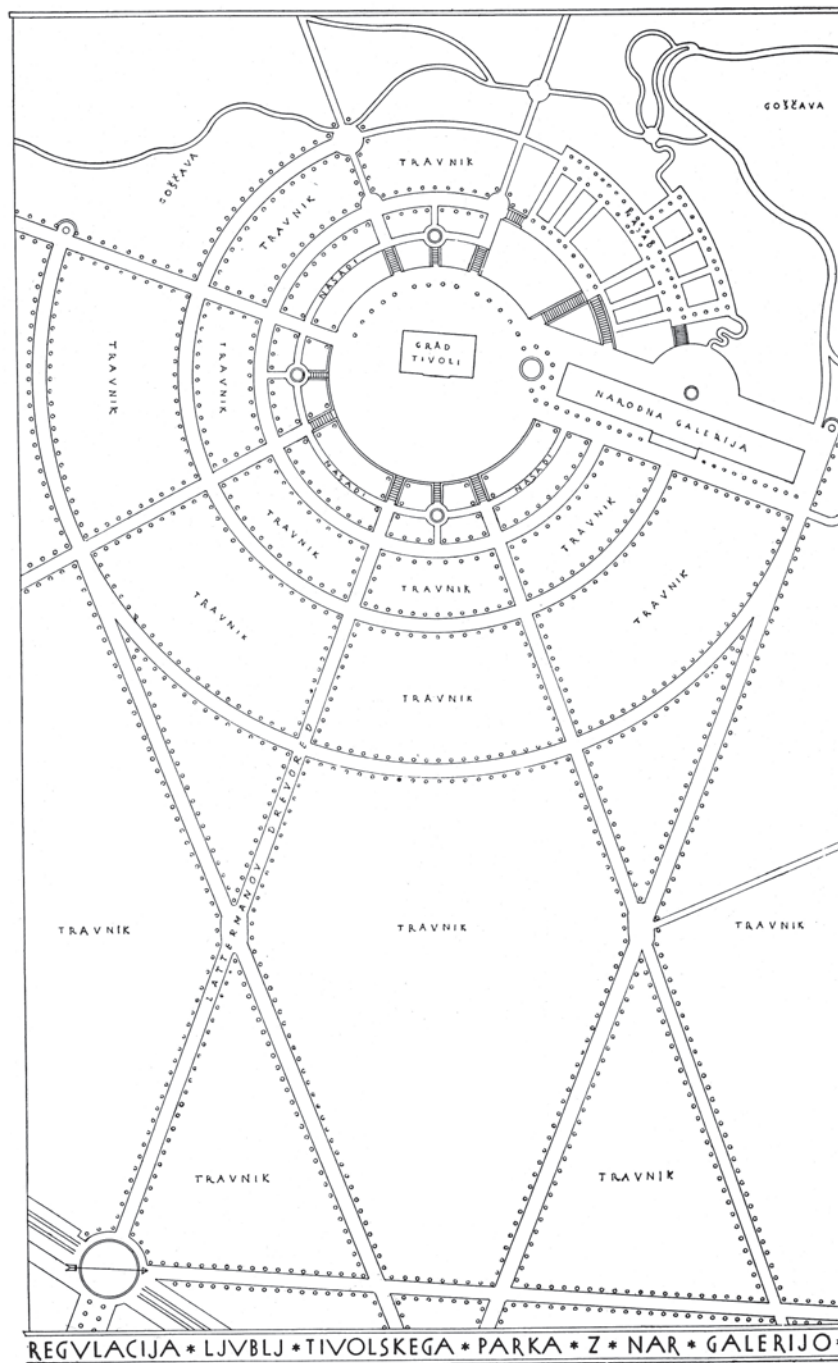 GOŠČAVA
GOŠČAVA
TRAVNIK
TRAVNIK
NASADI
GRAD
TIVOLI
TRAVNIK
TRAVNIK
NARODNA GALERIJA
NASADI
NASADI
TRAVNIK
TRAVNIK
TRAVNIK
TRAVNIK
TRAVNIK
TRAVNIK
LATTERMANOV DREVORED
TRAVNIK
TRAVNIK
TRAVNIK
TRAVNIK
TRAVNIK
REGVLACIJA * LJVBLJ * TIVOLSKEGA * PARKA * Z * NAR * GALERIJO *